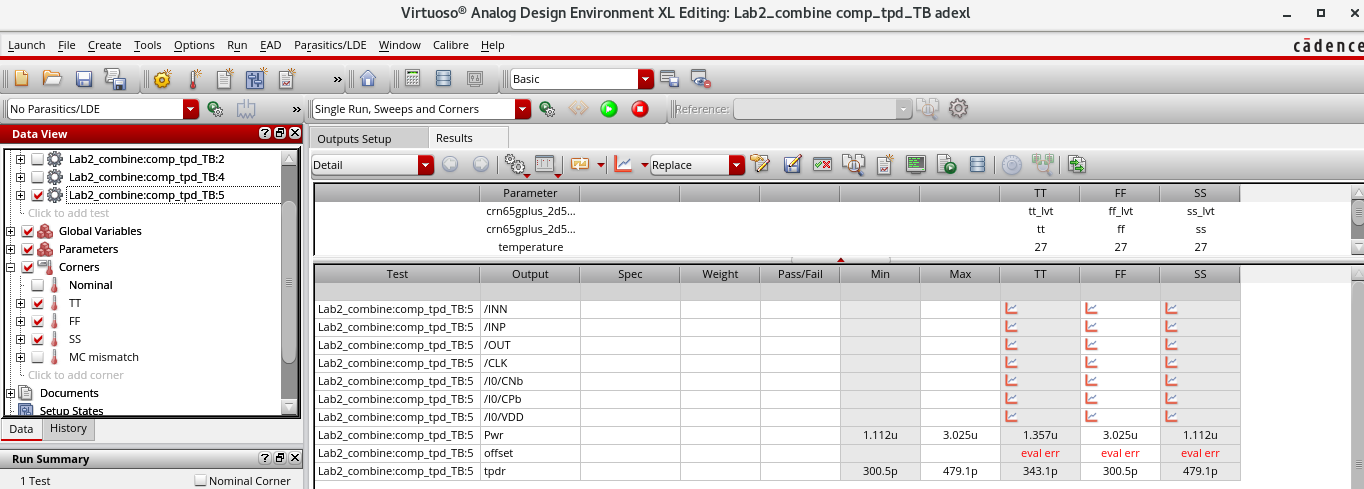 Virtuoso® Analog Design Environment XL Editing: Lab2_combine comp_tpd_TB adexl
Launch File Create Tools Options Run EAD Parasitics/LDE Window Calibre Help
cādence
» Basic
No Parasitics/LDE » Single Run, Sweeps and Corners Reference:
Data View
Lab2_combine:comp_tpd_TB:2
Lab2_combine:comp_tpd_TB:4
Lab2_combine:comp_tpd_TB:5
Click to add test
Global Variables
Parameters
Corners
Nominal
TT
FF
SS
MC mismatch
Click to add corner
Documents
Setup States
Data History
Run Summary
1 Test Nominal Corner
Outputs Setup Results
Detail Replace
Parameter TT FF SS
crn65gplus_2d5... tt_lvt ff_lvt ss_lvt
crn65gplus_2d5... tt ff ss
temperature 27 27 27
Test Output Spec Weight Pass/Fail Min Max TT FF SS
Lab2_combine:comp_tpd_TB:5 /INN
Lab2_combine:comp_tpd_TB:5 /INP
Lab2_combine:comp_tpd_TB:5 /OUT
Lab2_combine:comp_tpd_TB:5 /CLK
Lab2_combine:comp_tpd_TB:5 /I0/CNb
Lab2_combine:comp_tpd_TB:5 /I0/CPb
Lab2_combine:comp_tpd_TB:5 /I0/VDD
Lab2_combine:comp_tpd_TB:5 Pwr 1.112u 3.025u 1.357u 3.025u 1.112u
Lab2_combine:comp_tpd_TB:5 offset eval err eval err eval err
Lab2_combine:comp_tpd_TB:5 tpdr 300.5p 479.1p 343.1p 300.5p 479.1p